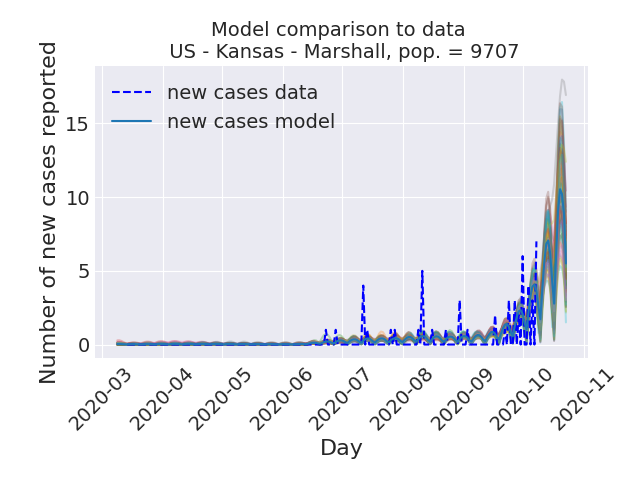 Model comparison to data
US - Kansas - Marshall, pop. = 9707
Number of new cases reported
new cases data
new cases model
15
10
5
0
2020-03
2020-04
2020-05
2020-06
2020-07
2020-08
2020-09
2020-10
2020-11
Day